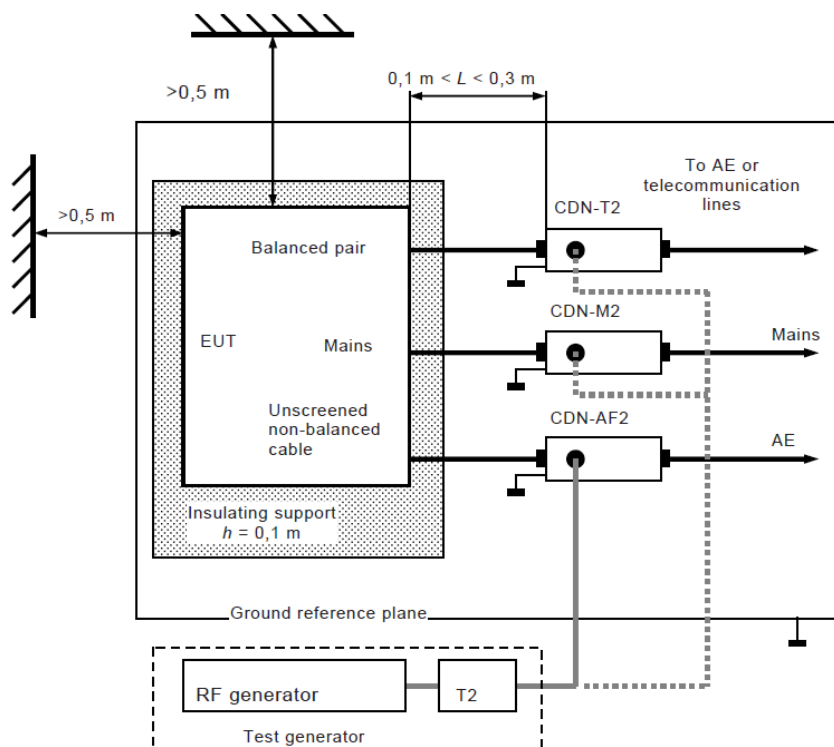 >0,5 m
0,1 m < L < 0,3 m
>0,5 m
To AE or
telecommunication
lines
CDN-T2
Balanced pair
CDN-M2
Mains
EUT
Mains
Unscreened
non-balanced
cable
CDN-AF2
AE
Insulating support
h = 0,1 m
Ground reference plane
RF generator
T2
Test generator